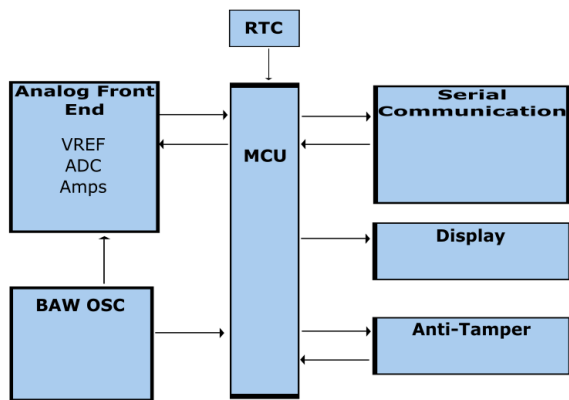 RTC
Analog Front
End
VREF
ADC
Amps
MCU
Serial
Communication
Display
BAW OSC
Anti-Tamper